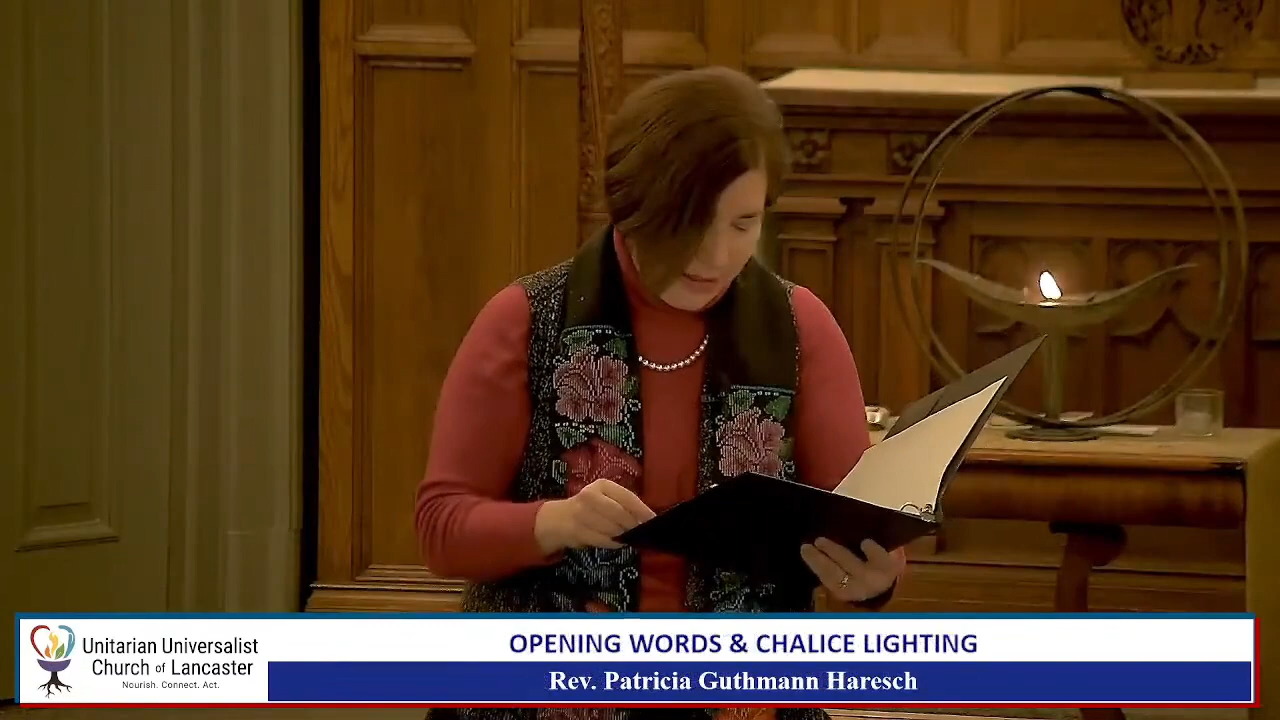 Unitarian Universalist
Church of Lancaster
Nourish. Connect. Act.
OPENING WORDS & CHALICE LIGHTING
Rev. Patricia Guthmann Haresch